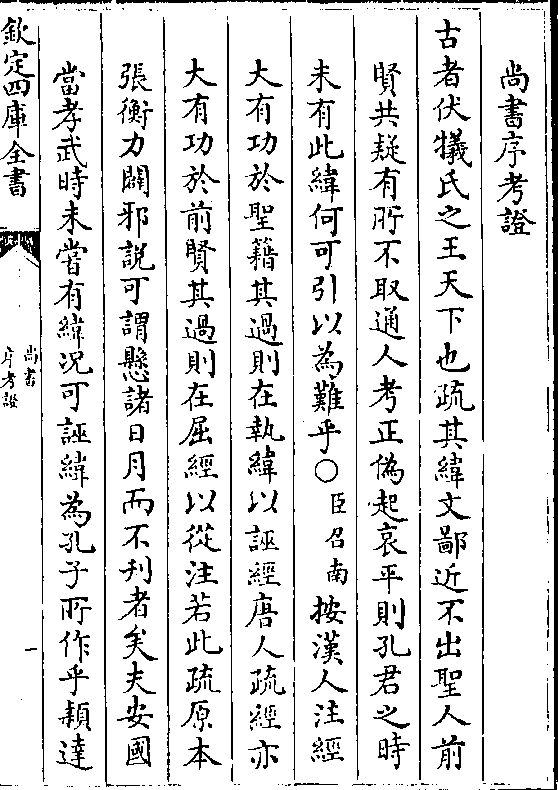 尚書序考證
古者伏犧氏之王天下也疏其緯文鄙近不出聖人前
賢共疑有所不取通人考正偽起哀平則孔君之時
未有此緯何可引以為難乎○臣召南按漢人注經
大有功於聖籍其過則在執緯以誣經唐人疏經亦
大有功於前賢其過則在屈經以從注若此疏原本
張衡力闢邪說可謂懸諸日月而不刋者矣夫安國
當孝武時未嘗有緯況可誣緯為孔子所作乎頴達
欽定四庫全書
尚書
序考證
一